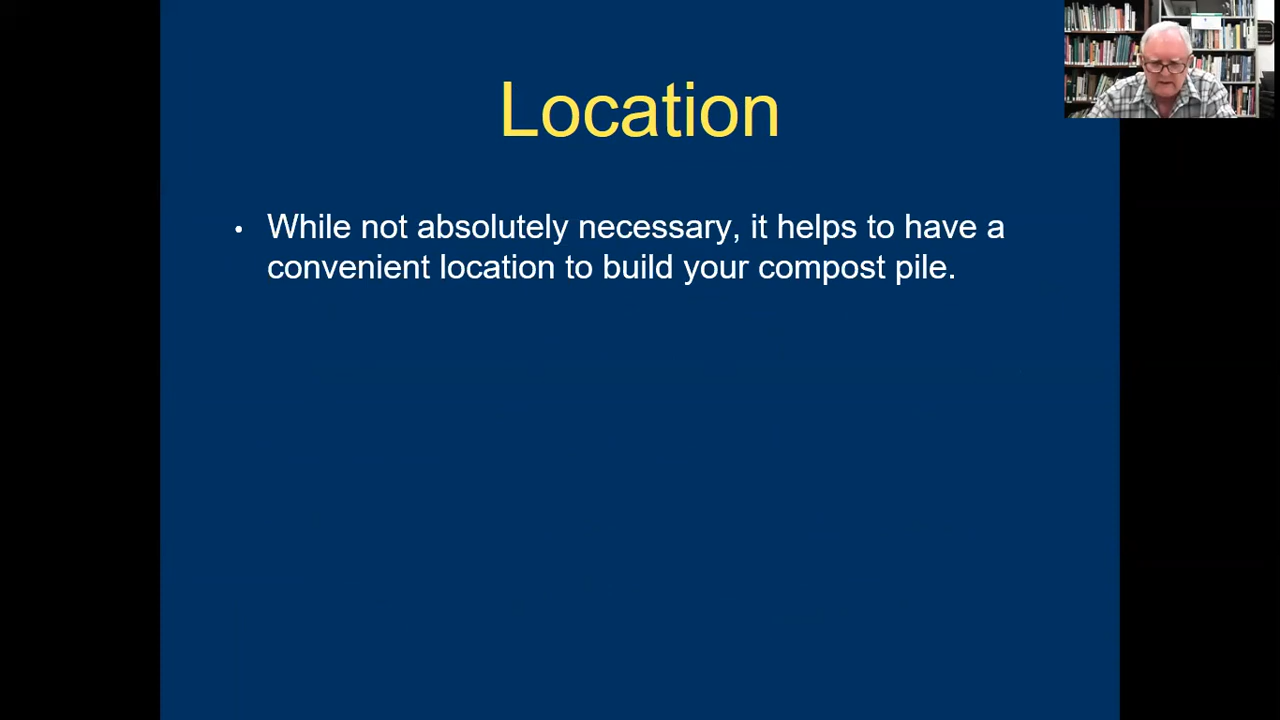 Location
• While not absolutely necessary, it helps to have a
convenient location to build your compost pile.